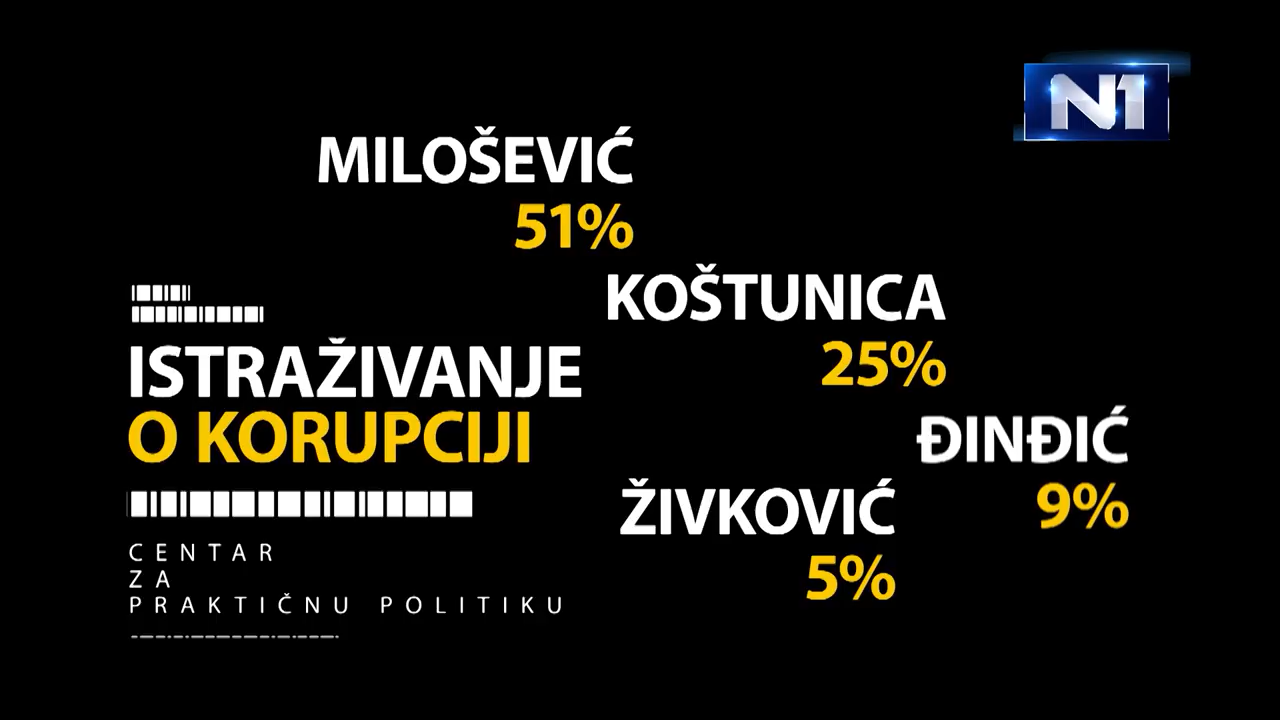 N1
MILOŠEVIĆ
51%
KOŠTUNICA
25%
ĐINĐIĆ
9%
ŽIVKOVIĆ
5%
ISTRAŽIVANJE
O KORUPCIJI
CENTAR
ZA
PRAKTIČNU POLITIKU